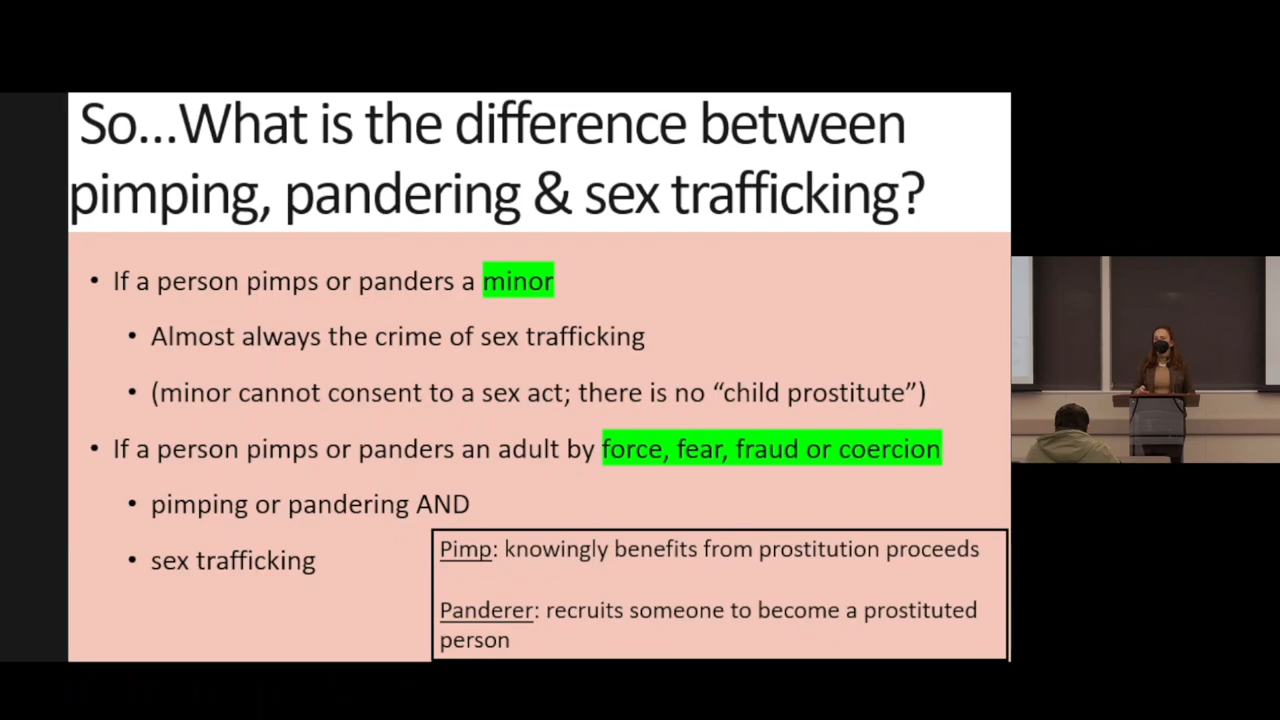 So...What is the difference between
pimping, pandering & sex trafficking?
• If a person pimps or panders a minor
• Almost always the crime of sex trafficking
• (minor cannot consent to a sex act; there is no “child prostitute”)
• If a person pimps or panders an adult by force, fear, fraud or coercion
• pimping or pandering AND
• sex trafficking
Pimp: knowingly benefits from prostitution proceeds
Panderer: recruits someone to become a prostituted
person